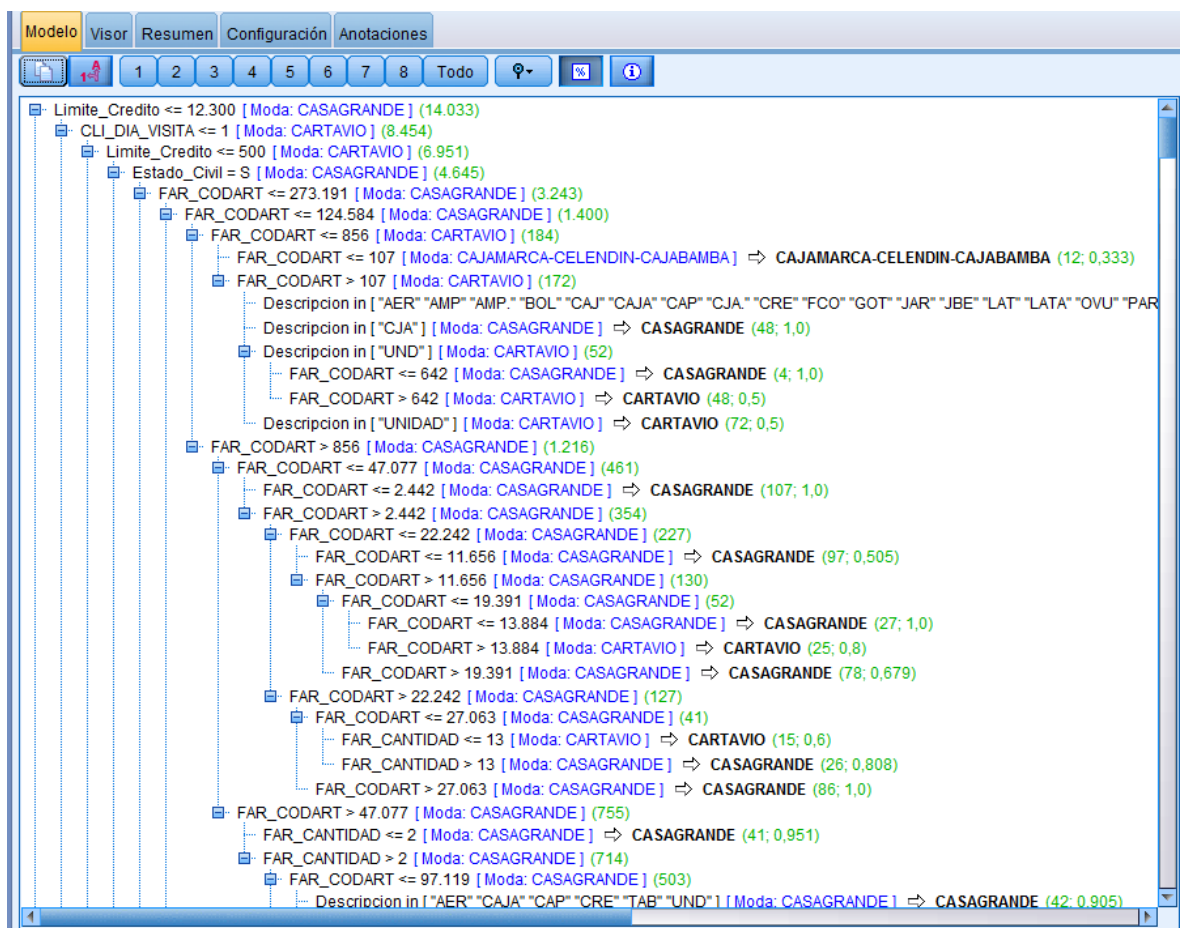 Modelo Visor Resumen Configuración Anotaciones
1 2 3 4 5 6 7 8 Todo %
Limite_Credito <= 12.300 [ Moda: CASAGRANDE ] (14.033)
CLI_DIA_VISITA <= 1 [ Moda: CARTAVIO ] (8.454)
Limite_Credito <= 500 [ Moda: CARTAVIO ] (6.951)
Estado_Civil = S [ Moda: CASAGRANDE ] (4.645)
FAR_CODART <= 273.191 [ Moda: CASAGRANDE ] (3.243)
FAR_CODART <= 124.584 [ Moda: CASAGRANDE ] (1.400)
FAR_CODART <= 856 [ Moda: CARTAVIO ] (184)
FAR_CODART <= 107 [ Moda: CAJAMARCA-CELENDIN-CAJABAMBA ] ⇨ CAJAMARCA-CELENDIN-CAJABAMBA (12; 0,333)
FAR_CODART > 107 [ Moda: CARTAVIO ] (172)
Descripcion in [ "AER" "AMP" "AMP." "BOL" "CAJ" "CAJA" "CAP" "CJA." "CRE" "FCO" "GOT" "JAR" "JBE" "LAT" "LATA" "OVU" "PAR
Descripcion in [ "CJA" ] [ Moda: CASAGRANDE ] ⇨ CASAGRANDE (48; 1,0)
Descripcion in [ "UND" ] [ Moda: CARTAVIO ] (52)
FAR_CODART <= 642 [ Moda: CASAGRANDE ] ⇨ CASAGRANDE (4; 1,0)
FAR_CODART > 642 [ Moda: CARTAVIO ] ⇨ CARTAVIO (48; 0,5)
Descripcion in [ "UNIDAD" ] [ Moda: CARTAVIO ] ⇨ CARTAVIO (72; 0,5)
FAR_CODART > 856 [ Moda: CASAGRANDE ] (1.216)
FAR_CODART <= 47.077 [ Moda: CASAGRANDE ] (461)
FAR_CODART <= 2.442 [ Moda: CASAGRANDE ] ⇨ CASAGRANDE (107; 1,0)
FAR_CODART > 2.442 [ Moda: CASAGRANDE ] (354)
FAR_CODART <= 22.242 [ Moda: CASAGRANDE ] (227)
FAR_CODART <= 11.656 [ Moda: CASAGRANDE ] ⇨ CASAGRANDE (97; 0,505)
FAR_CODART > 11.656 [ Moda: CASAGRANDE ] (130)
FAR_CODART <= 19.391 [ Moda: CASAGRANDE ] (52)
FAR_CODART <= 13.884 [ Moda: CASAGRANDE ] ⇨ CASAGRANDE (27; 1,0)
FAR_CODART > 13.884 [ Moda: CARTAVIO ] ⇨ CARTAVIO (25; 0,8)
FAR_CODART > 19.391 [ Moda: CASAGRANDE ] ⇨ CASAGRANDE (78; 0,679)
FAR_CODART > 22.242 [ Moda: CASAGRANDE ] (127)
FAR_CODART <= 27.063 [ Moda: CASAGRANDE ] (41)
FAR_CANTIDAD <= 13 [ Moda: CARTAVIO ] ⇨ CARTAVIO (15; 0,6)
FAR_CANTIDAD > 13 [ Moda: CASAGRANDE ] ⇨ CASAGRANDE (26; 0,808)
FAR_CODART > 27.063 [ Moda: CASAGRANDE ] ⇨ CASAGRANDE (86; 1,0)
FAR_CODART > 47.077 [ Moda: CASAGRANDE ] (755)
FAR_CANTIDAD <= 2 [ Moda: CASAGRANDE ] ⇨ CASAGRANDE (41; 0,951)
FAR_CANTIDAD > 2 [ Moda: CASAGRANDE ] (714)
FAR_CODART <= 97.119 [ Moda: CASAGRANDE ] (503)
Descripcion in [ "AER" "CAJA" "CAP" "CRE" "TAB" "UND" ] [ Moda: CASAGRANDE ] ⇨ CASAGRANDE (42; 0,905)